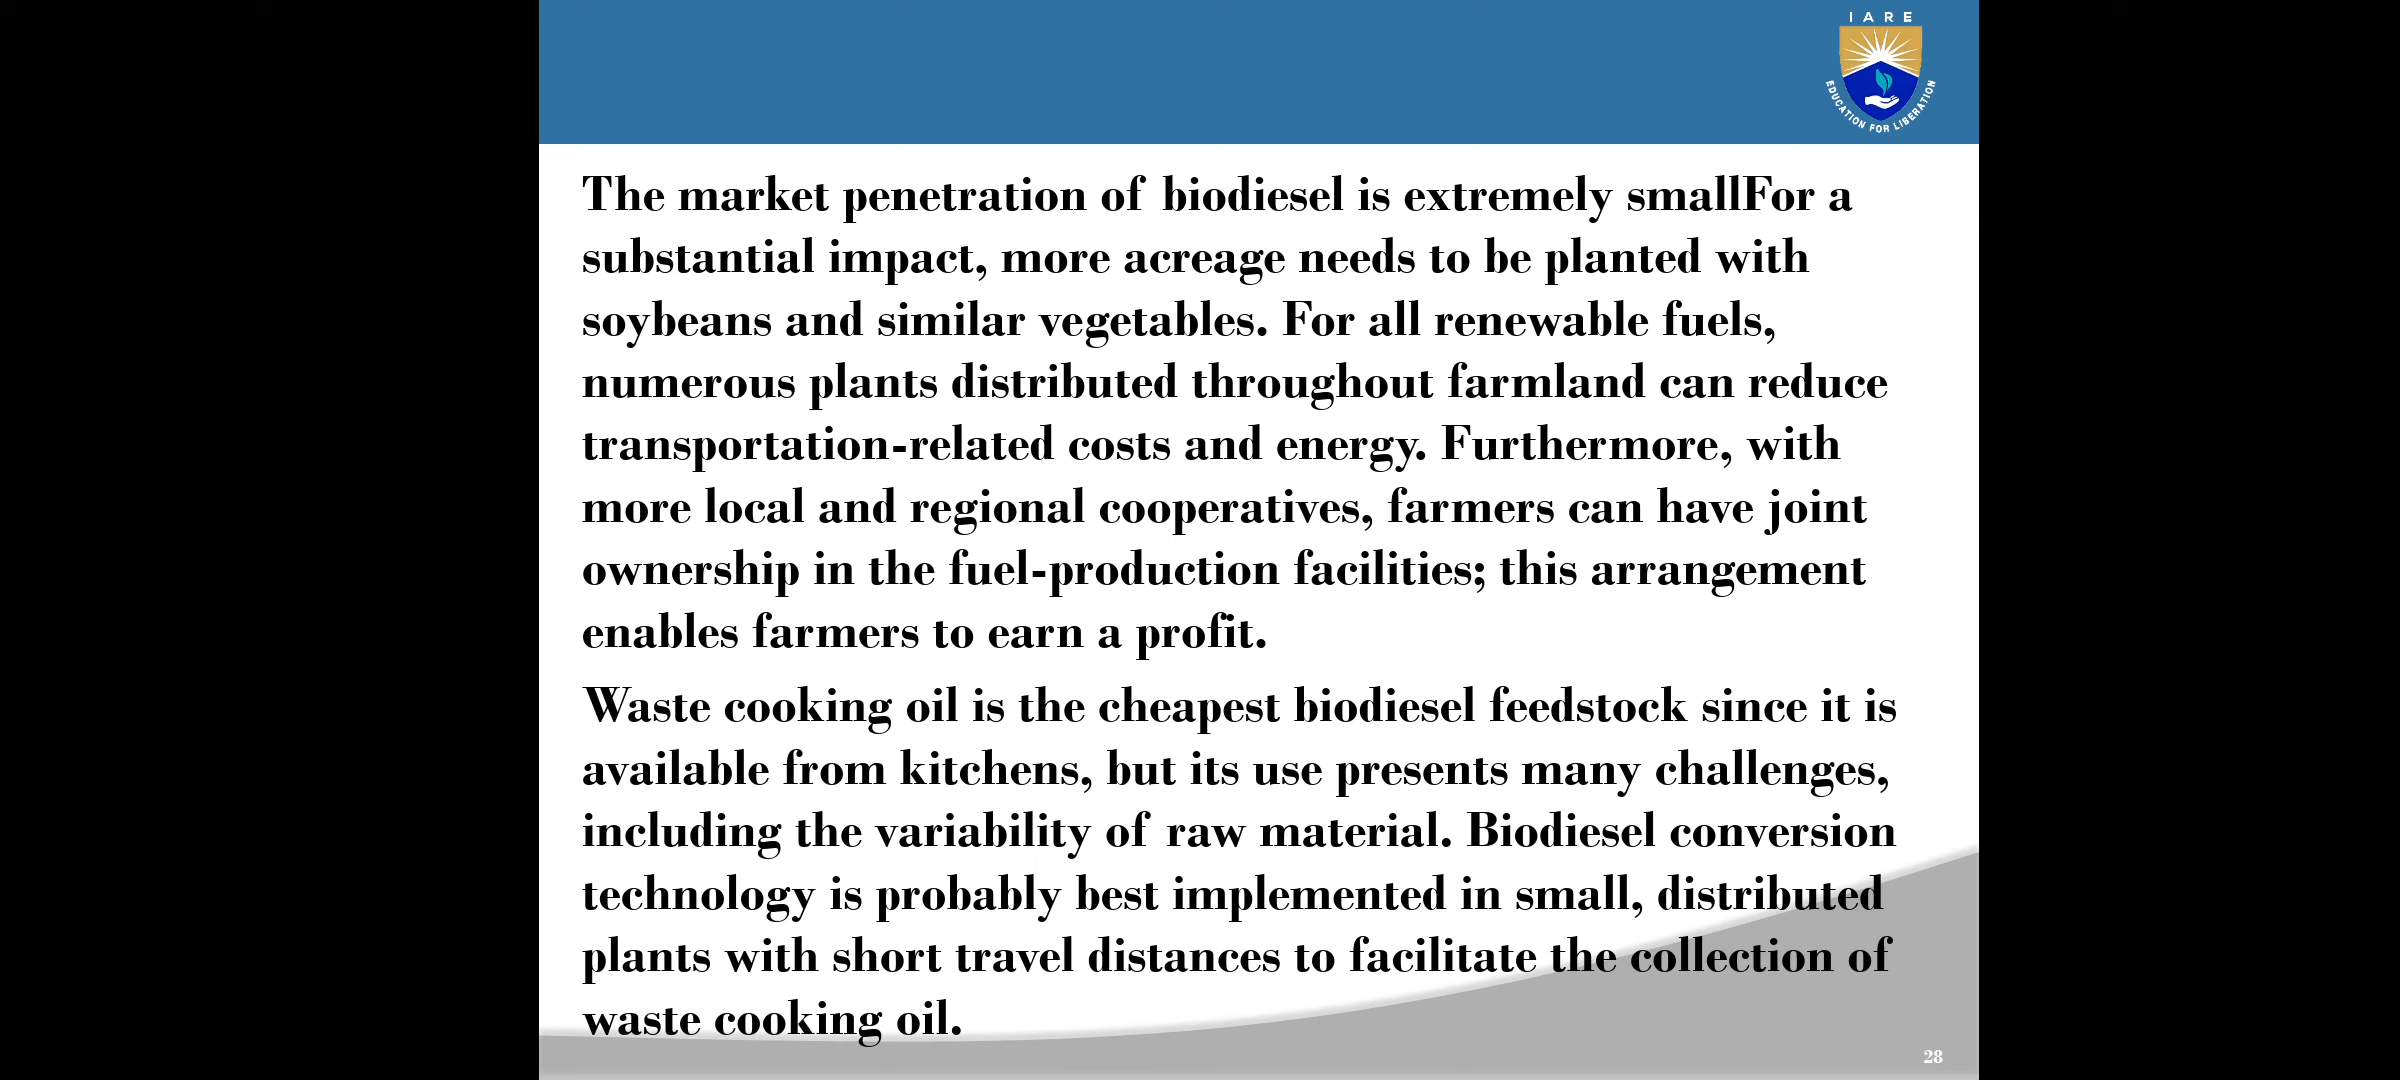 I A R E
EDUCATION FOR LIBERATION
The market penetration of biodiesel is extremely smallFor a
substantial impact, more acreage needs to be planted with
soybeans and similar vegetables. For all renewable fuels,
numerous plants distributed throughout farmland can reduce
transportation-related costs and energy. Furthermore, with
more local and regional cooperatives, farmers can have joint
ownership in the fuel-production facilities; this arrangement
enables farmers to earn a profit.
Waste cooking oil is the cheapest biodiesel feedstock since it is
available from kitchens, but its use presents many challenges,
including the variability of raw material. Biodiesel conversion
technology is probably best implemented in small, distributed
plants with short travel distances to facilitate the collection of
waste cooking oil.
28